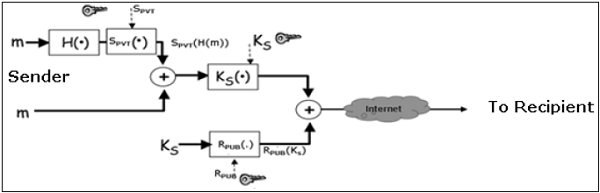 S_PVT
m H(•) S_PVT(•) S_PVT(H(m)) K_S
Sender + K_S(•)
m + Internet To Recipient
K_S R_PUB(.) R_PUB(K_S)
R_PUB